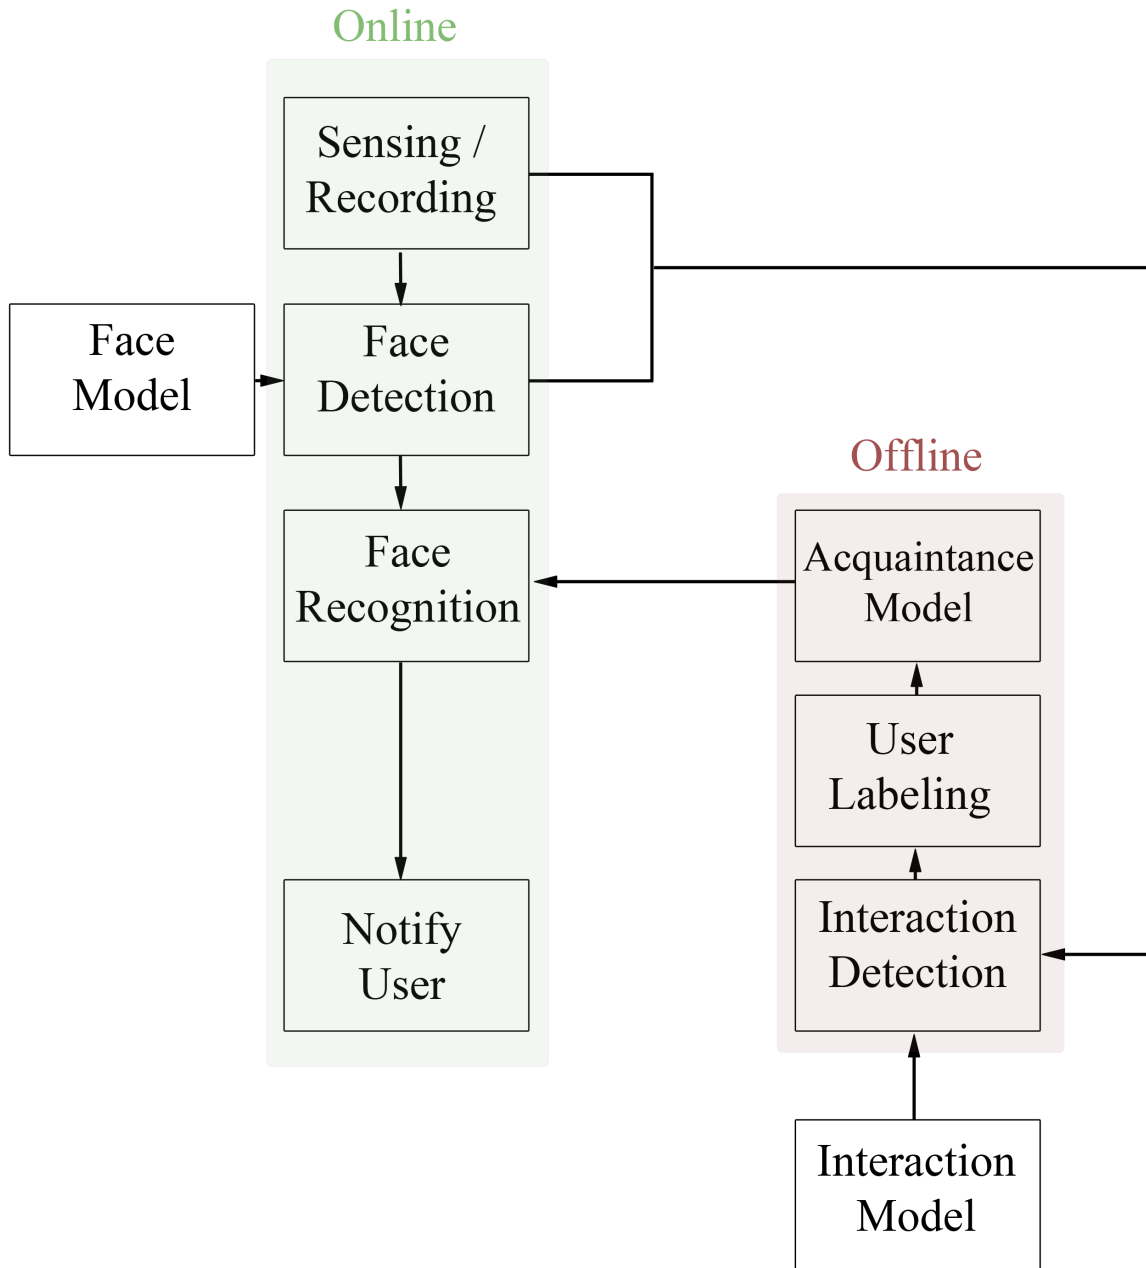 Online
Sensing /
Recording
Face
Model
Face
Detection
Face
Recognition
Notify
User
Offline
Acquaintance
Model
User
Labeling
Interaction
Detection
Interaction
Model